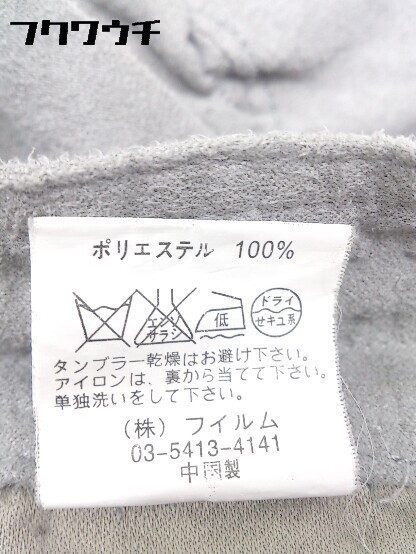 フクワウチ
ポリエステル 100%
エンソ
サラシ
低
ドライ
セキユ系
タンブラー乾燥はお避け下さい。
アイロンは、裏から当てて下さい。
単独洗いをして下さい。
(株) フイルム
03-5413-4141
中国製